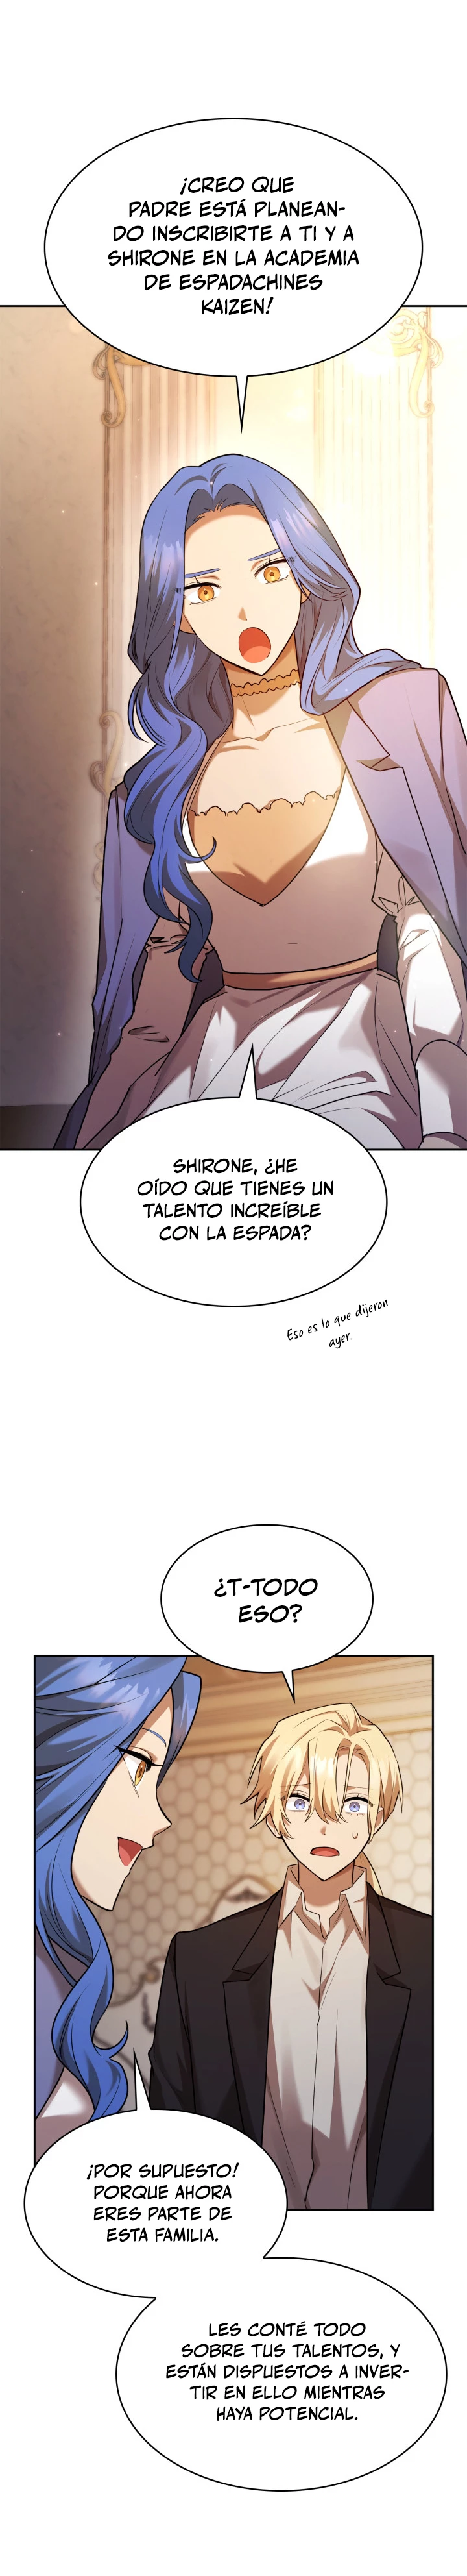 ¡CREO QUE
PADRE ESTÁ PLANEAN-
DO INSCRIBIRTE A TI Y A
SHIRONE EN LA ACADEMIA
DE ESPADACHINES
KAIZEN!
SHIRONE, ¿HE
OÍDO QUE TIENES UN
TALENTO INCREÍBLE
CON LA ESPADA?
Eso es lo que dijeron
ayer.
¿T-TODO
ESO?
¡POR SUPUESTO!
PORQUE AHORA
ERES PARTE DE
ESTA FAMILIA.
LES CONTÉ TODO
SOBRE TUS TALENTOS, Y
ESTÁN DISPUESTOS A INVER-
TIR EN ELLO MIENTRAS
HAYA POTENCIAL.